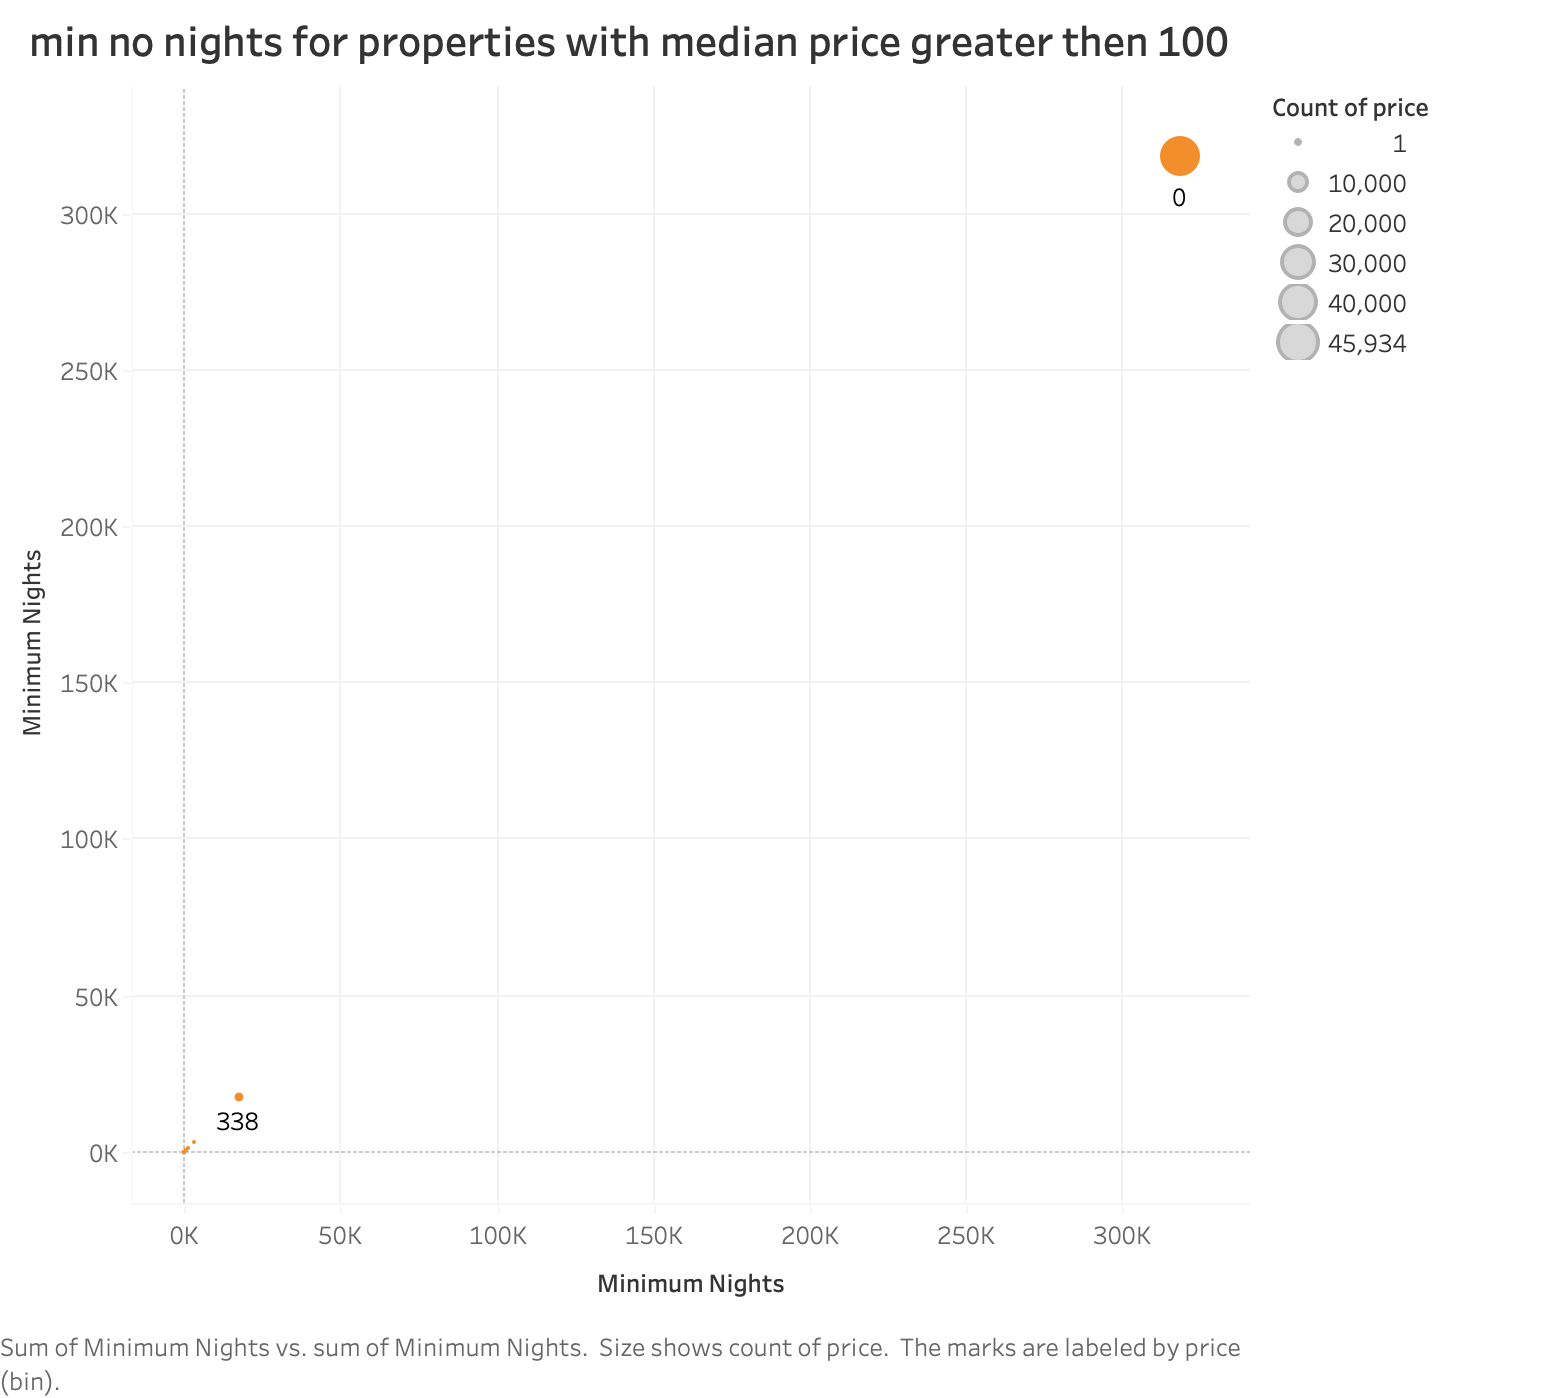 min no nights for properties with median price greater then 100
Count of price
1
10,000
20,000
30,000
40,000
45,934
0
300K
250K
200K
150K
100K
50K
0K
Minimum Nights
338
0K 50K 100K 150K 200K 250K 300K
Minimum Nights
Sum of Minimum Nights vs. sum of Minimum Nights.  Size shows count of price.  The marks are labeled by price
(bin).